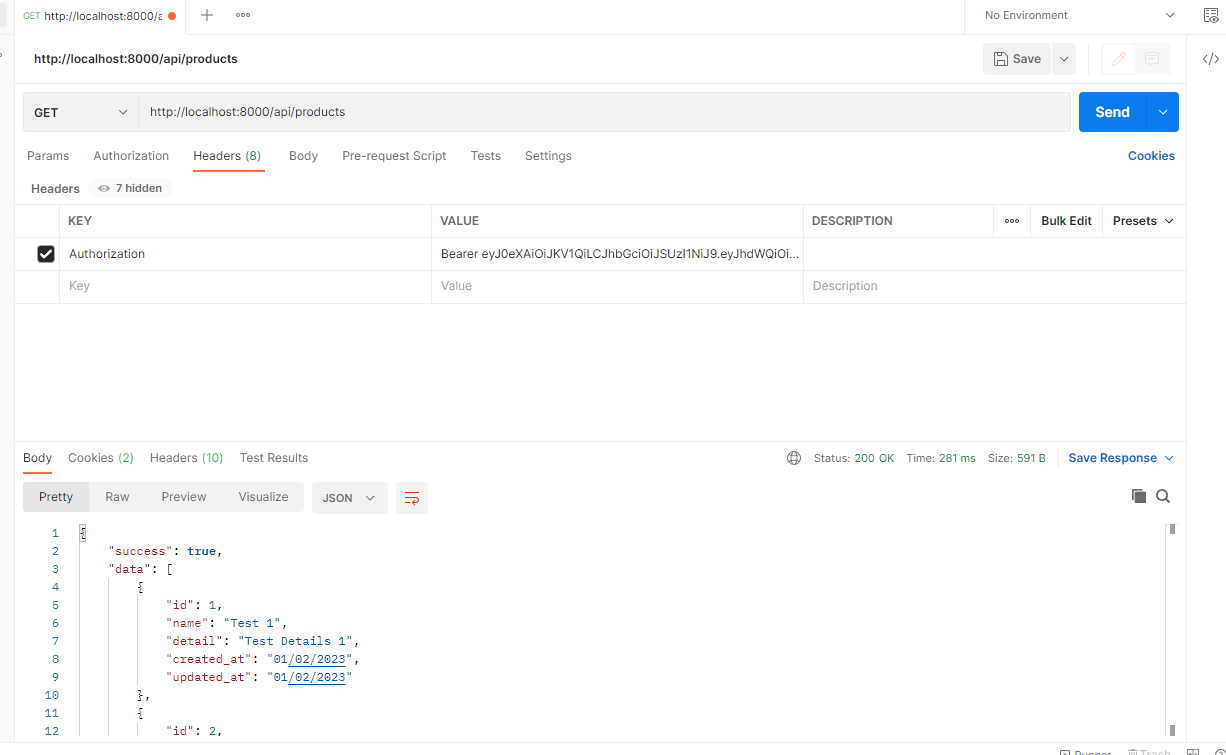 GET http://localhost:8000/a No Environment
http://localhost:8000/api/products Save
GET http://localhost:8000/api/products Send
Params Authorization Headers (8) Body Pre-request Script Tests Settings Cookies
Headers 7 hidden
KEY VALUE DESCRIPTION Bulk Edit Presets
Authorization Bearer eyJ0eXAiOiJKV1QiLCJhbGciOiJSUzI1NiJ9.eyJhdWQiOi...
Key Value Description
Body Cookies (2) Headers (10) Test Results Status: 200 OK Time: 281 ms Size: 591 B Save Response
Pretty Raw Preview Visualize JSON
1 {
2 "success": true,
3 "data": [
4 {
5 "id": 1,
6 "name": "Test 1",
7 "detail": "Test Details 1",
8 "created_at": "01/02/2023",
9 "updated_at": "01/02/2023"
10 },
11 {
12 "id": 2,
Runner Trash